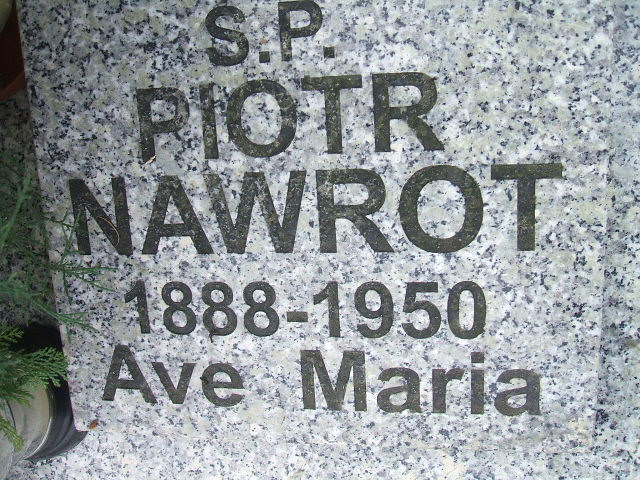 S.P.
PIOTR
NAWROT
1888-1950
Ave Maria